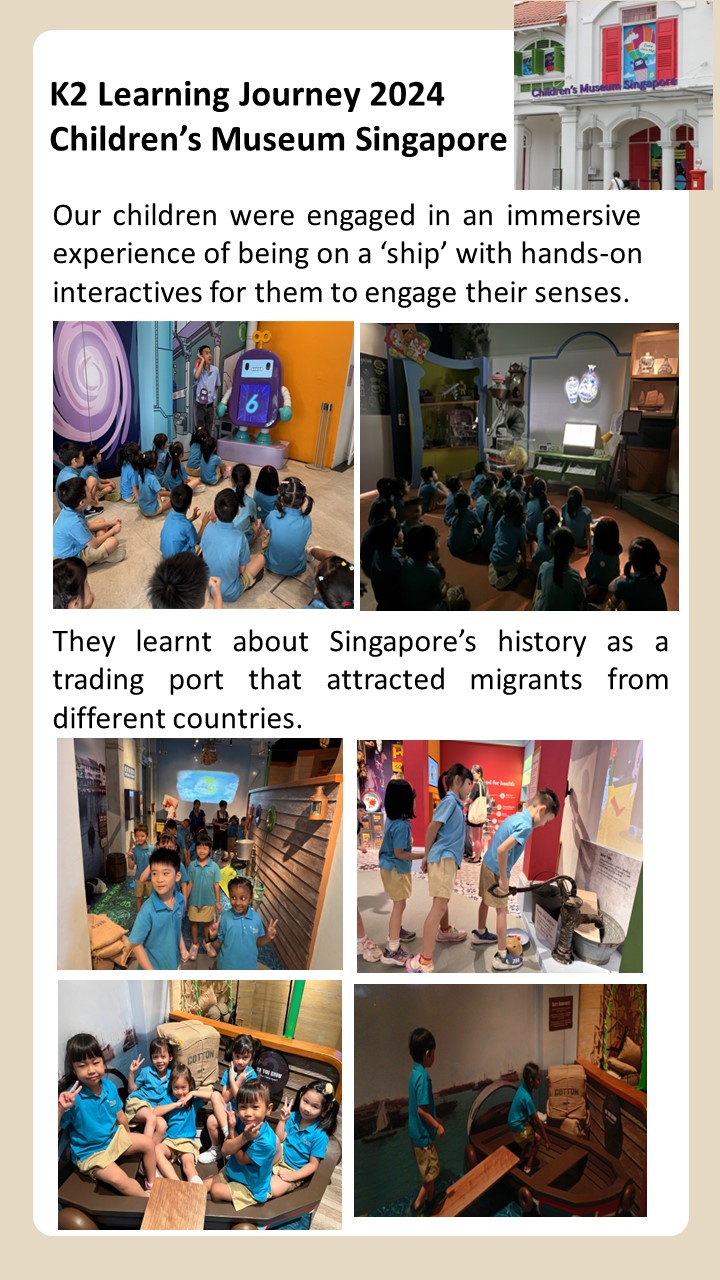 K2 Learning Journey 2024
Children's Museum Singapore
Children's Museum Singapore
Our children were engaged in an immersive
experience of being on a ‘ship’ with hands-on
interactives for them to engage their senses.
6
They learnt about Singapore’s history as a
trading port that attracted migrants from
different countries.
COTTON
COTTON